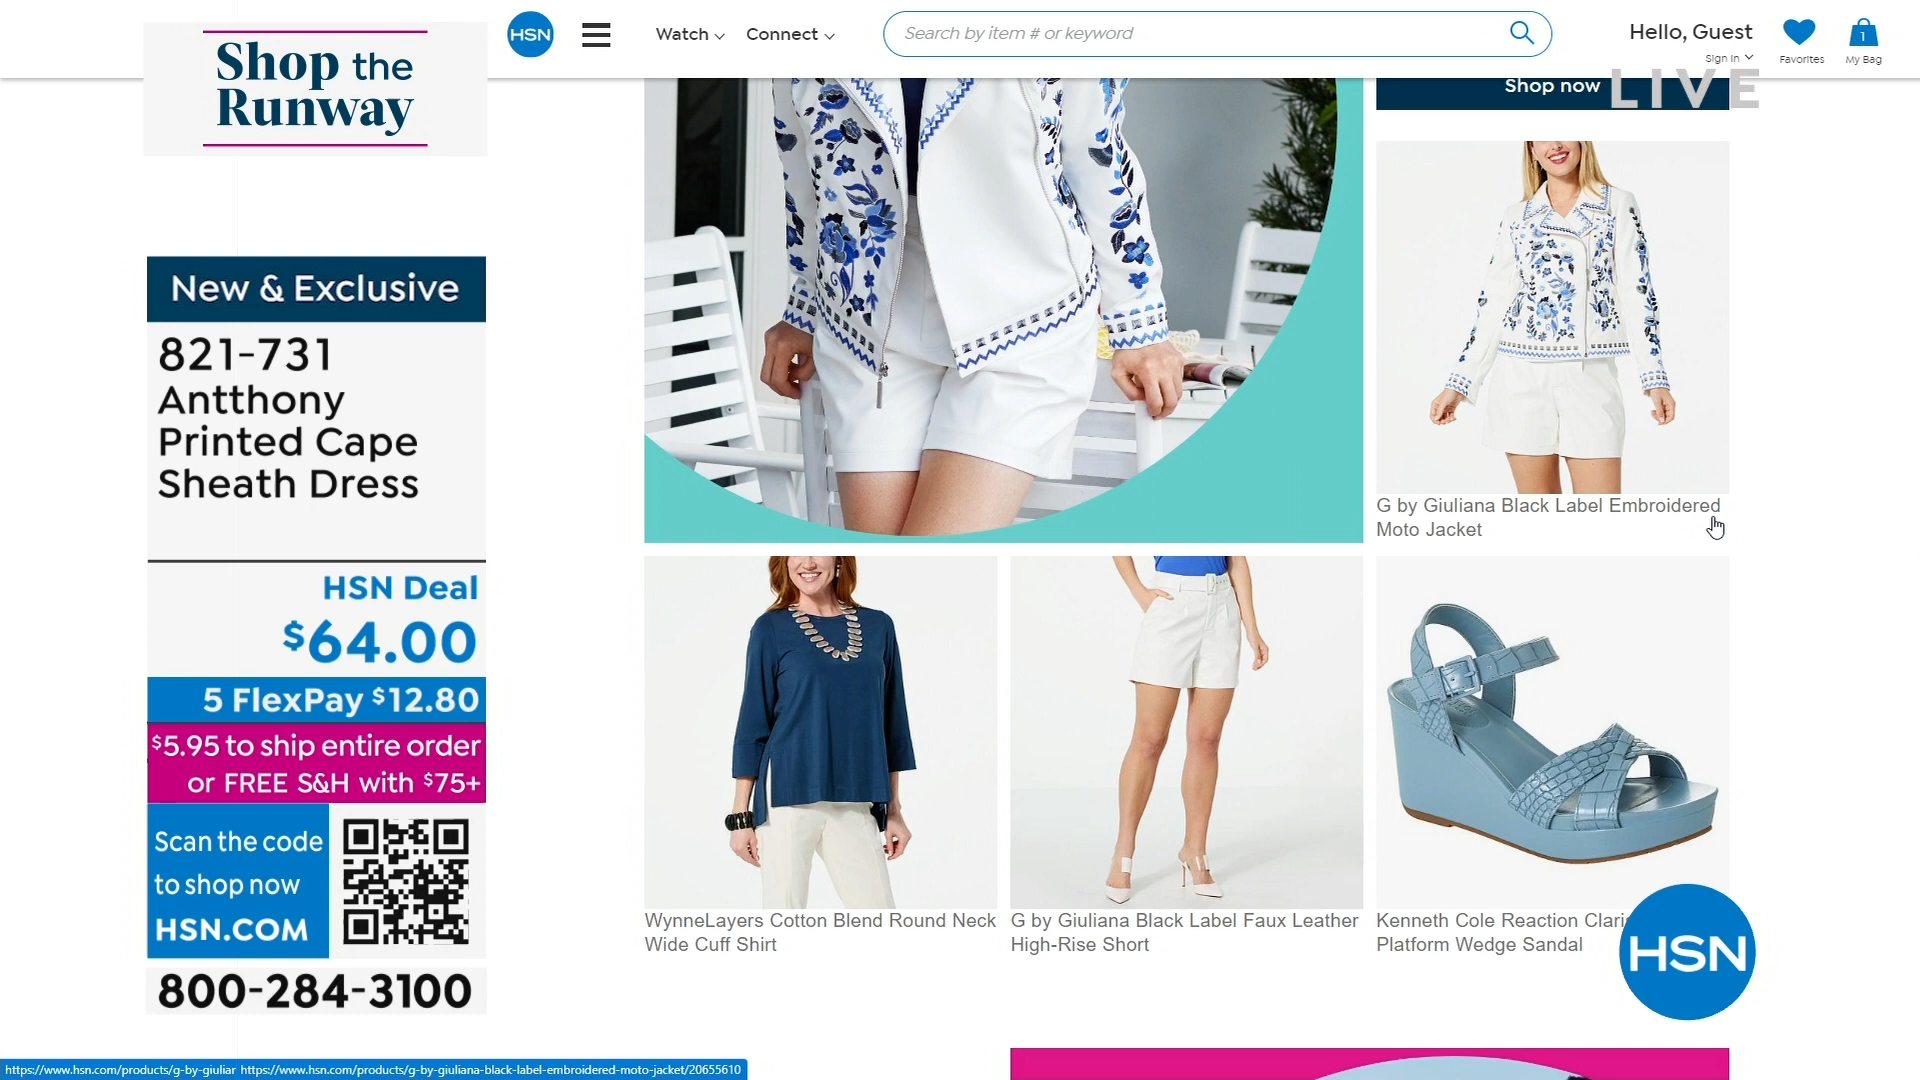 Shop the
Runway
HSN
Watch
Connect
Search by item # or keyword
Hello, Guest
Sign In
Favorites
1
My Bag
Shop now
LIVE
New & Exclusive
821-731
Antthony
Printed Cape
Sheath Dress
HSN Deal
$64.00
5 FlexPay $12.80
$5.95 to ship entire order
or FREE S&H with $75+
Scan the code
to shop now
HSN.COM
800-284-3100
G by Giuliana Black Label Embroidered
Moto Jacket
WynneLayers Cotton Blend Round Neck
Wide Cuff Shirt
G by Giuliana Black Label Faux Leather
High-Rise Short
Kenneth Cole Reaction
Platform Wedge Sandal
HSN
https://www.hsn.com/products/g-by-giuliar https://www.hsn.com/products/g-by-giuliana-black-label-embroidered-moto-jacket/20655610